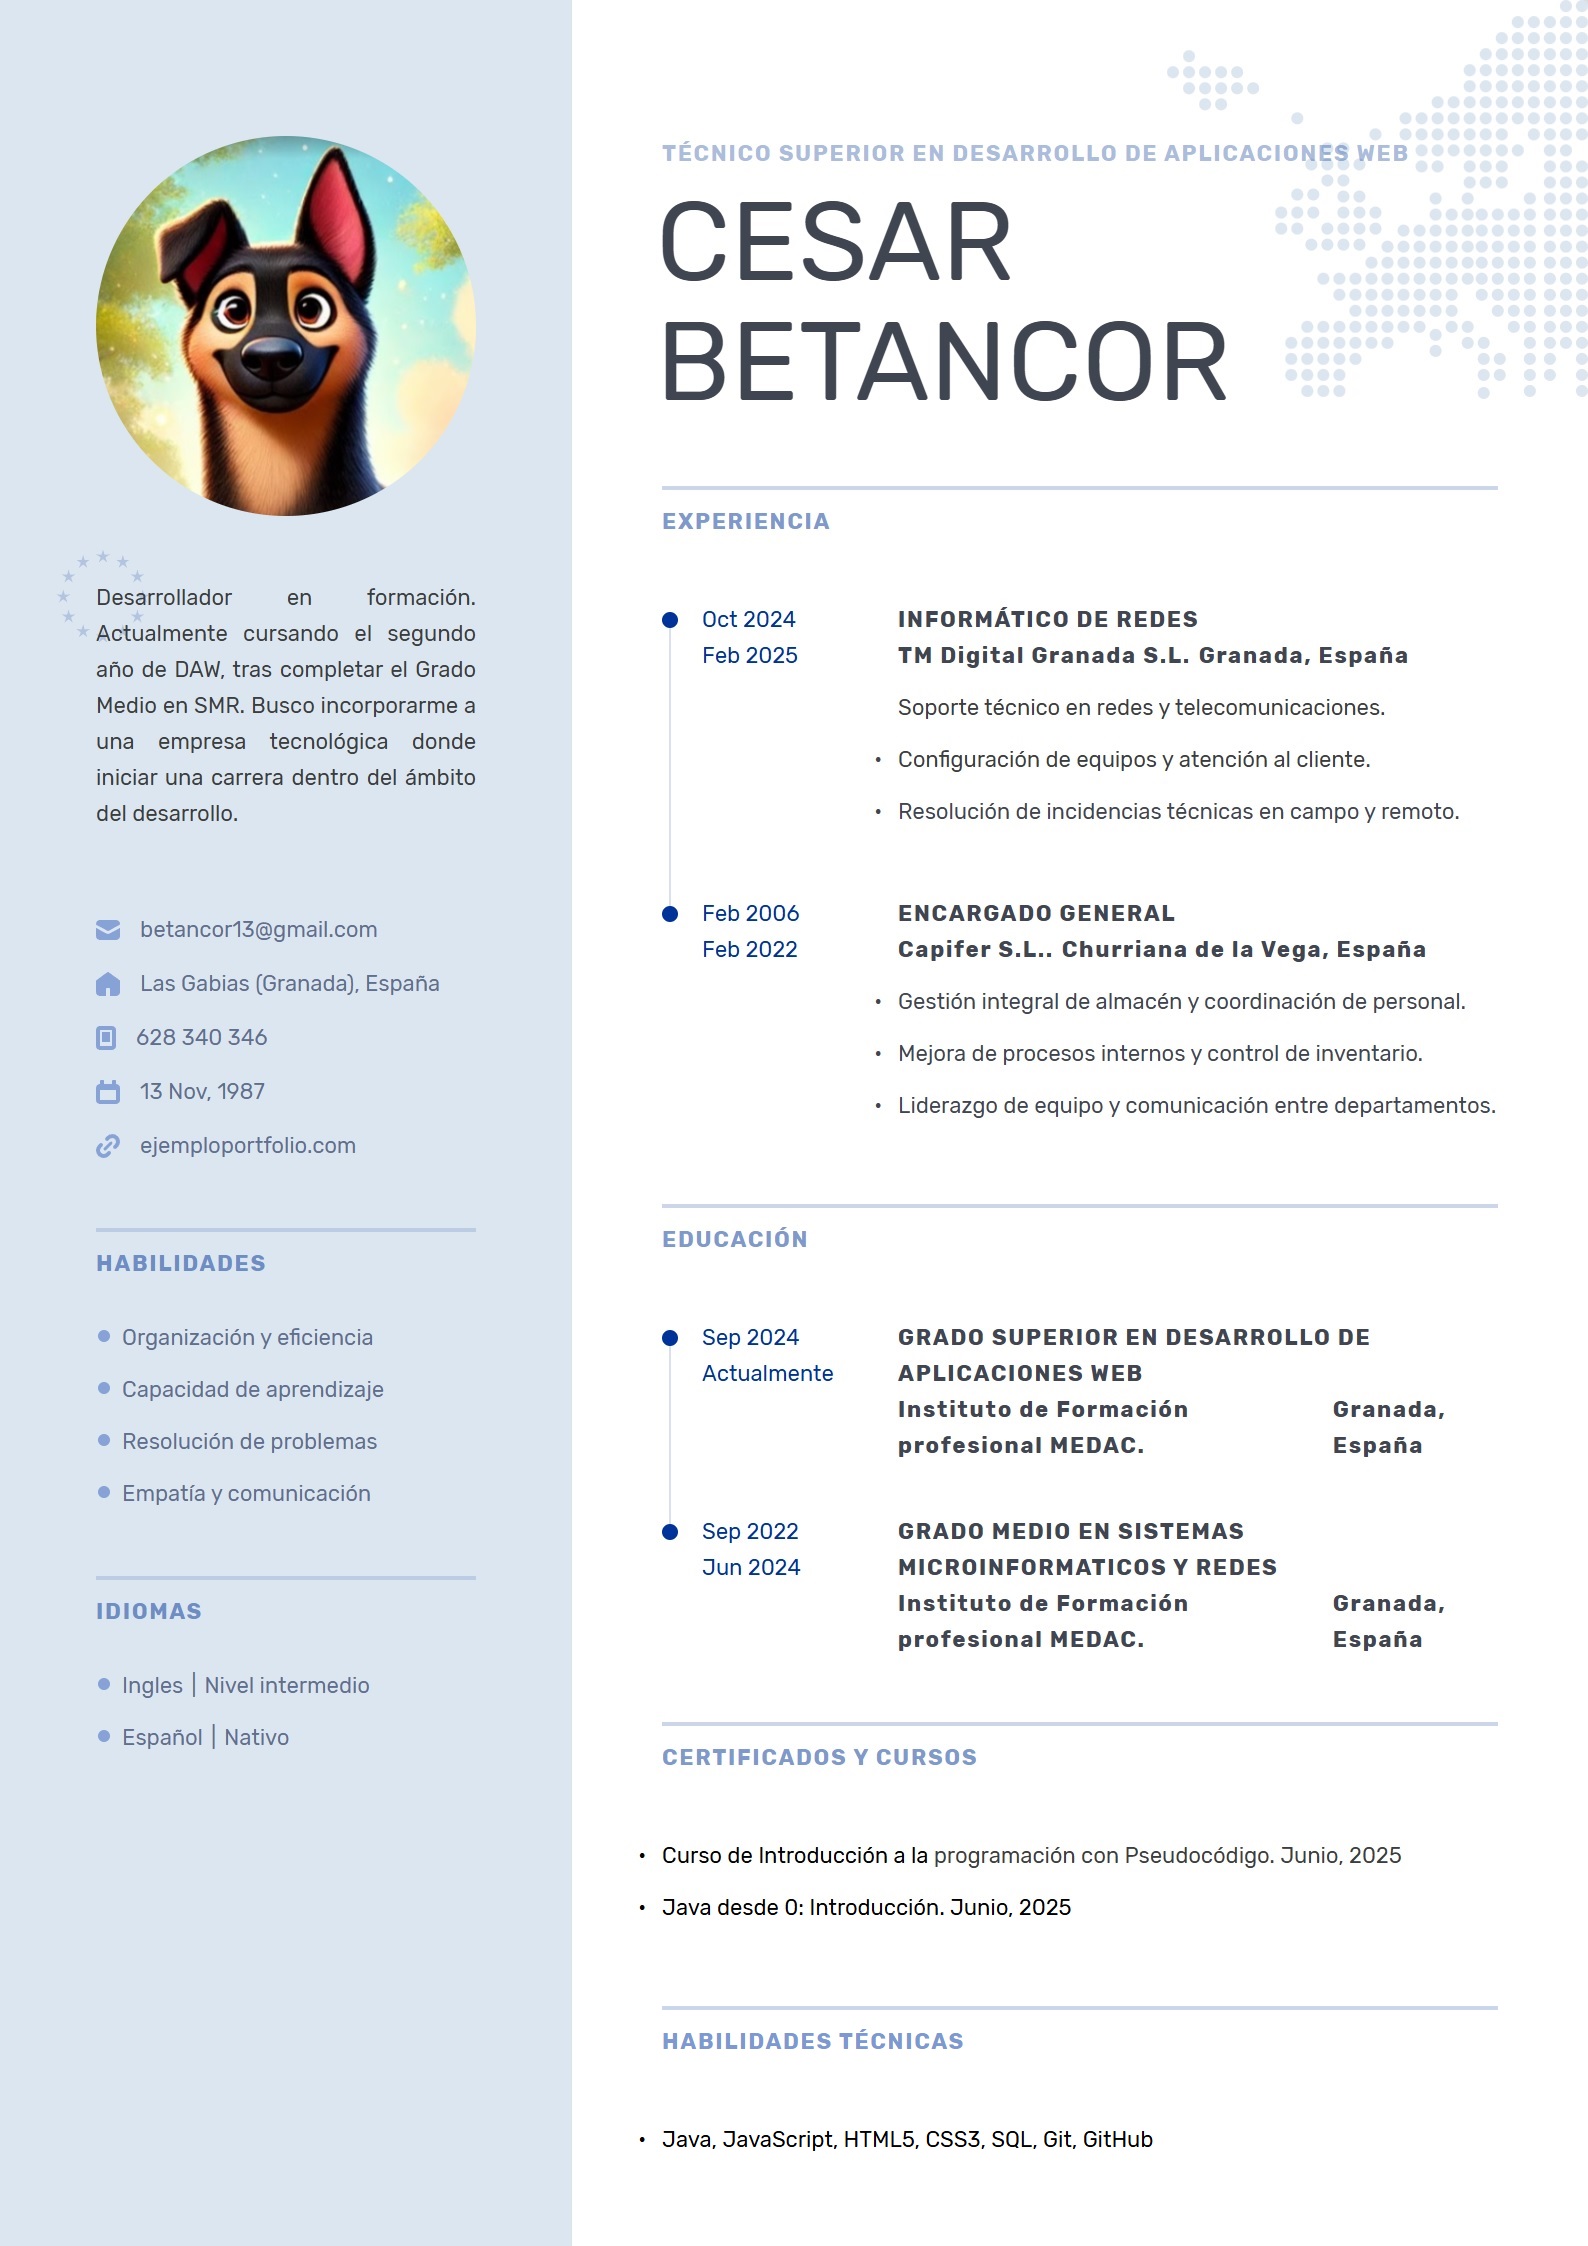 Desarrollador en formación.
Actualmente cursando el segundo
año de DAW, tras completar el Grado
Medio en SMR. Busco incorporarme a
una empresa tecnológica donde
iniciar una carrera dentro del ámbito
del desarrollo.
betancor13@gmail.com
Las Gabias (Granada), España
628 340 346
13 Nov, 1987
ejemploportfolio.com
HABILIDADES
Organización y eficiencia
Capacidad de aprendizaje
Resolución de problemas
Empatía y comunicación
IDIOMAS
Ingles | Nivel intermedio
Español | Nativo
TÉCNICO SUPERIOR EN DESARROLLO DE APLICACIONES WEB
CESAR
BETANCOR
EXPERIENCIA
Oct 2024 INFORMÁTICO DE REDES
Feb 2025 TM Digital Granada S.L. Granada, España
Soporte técnico en redes y telecomunicaciones.
• Configuración de equipos y atención al cliente.
• Resolución de incidencias técnicas en campo y remoto.
Feb 2006 ENCARGADO GENERAL
Feb 2022 Capifer S.L.. Churriana de la Vega, España
• Gestión integral de almacén y coordinación de personal.
• Mejora de procesos internos y control de inventario.
• Liderazgo de equipo y comunicación entre departamentos.
EDUCACIÓN
Sep 2024 GRADO SUPERIOR EN DESARROLLO DE
Actualmente APLICACIONES WEB
Instituto de Formación Granada,
profesional MEDAC. España
Sep 2022 GRADO MEDIO EN SISTEMAS
Jun 2024 MICROINFORMATICOS Y REDES
Instituto de Formación Granada,
profesional MEDAC. España
CERTIFICADOS Y CURSOS
• Curso de Introducción a la programación con Pseudocódigo. Junio, 2025
• Java desde 0: Introducción. Junio, 2025
HABILIDADES TÉCNICAS
• Java, JavaScript, HTML5, CSS3, SQL, Git, GitHub